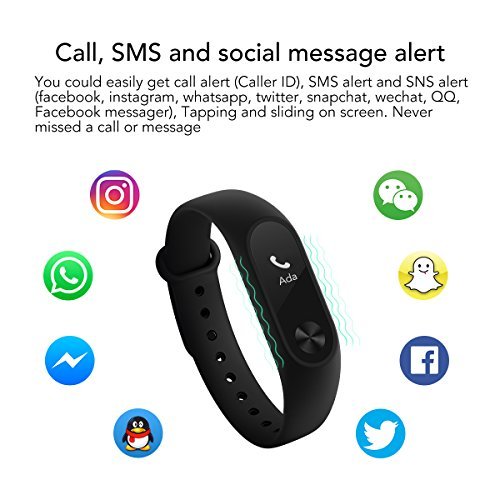 Call, SMS and social message alert
You could easily get call alert (Caller ID), SMS alert and SNS alert
(facebook, instagram, whatsapp, twitter, snapchat, wechat, QQ,
Facebook messager), Tapping and sliding on screen. Never
missed a call or message
Ada